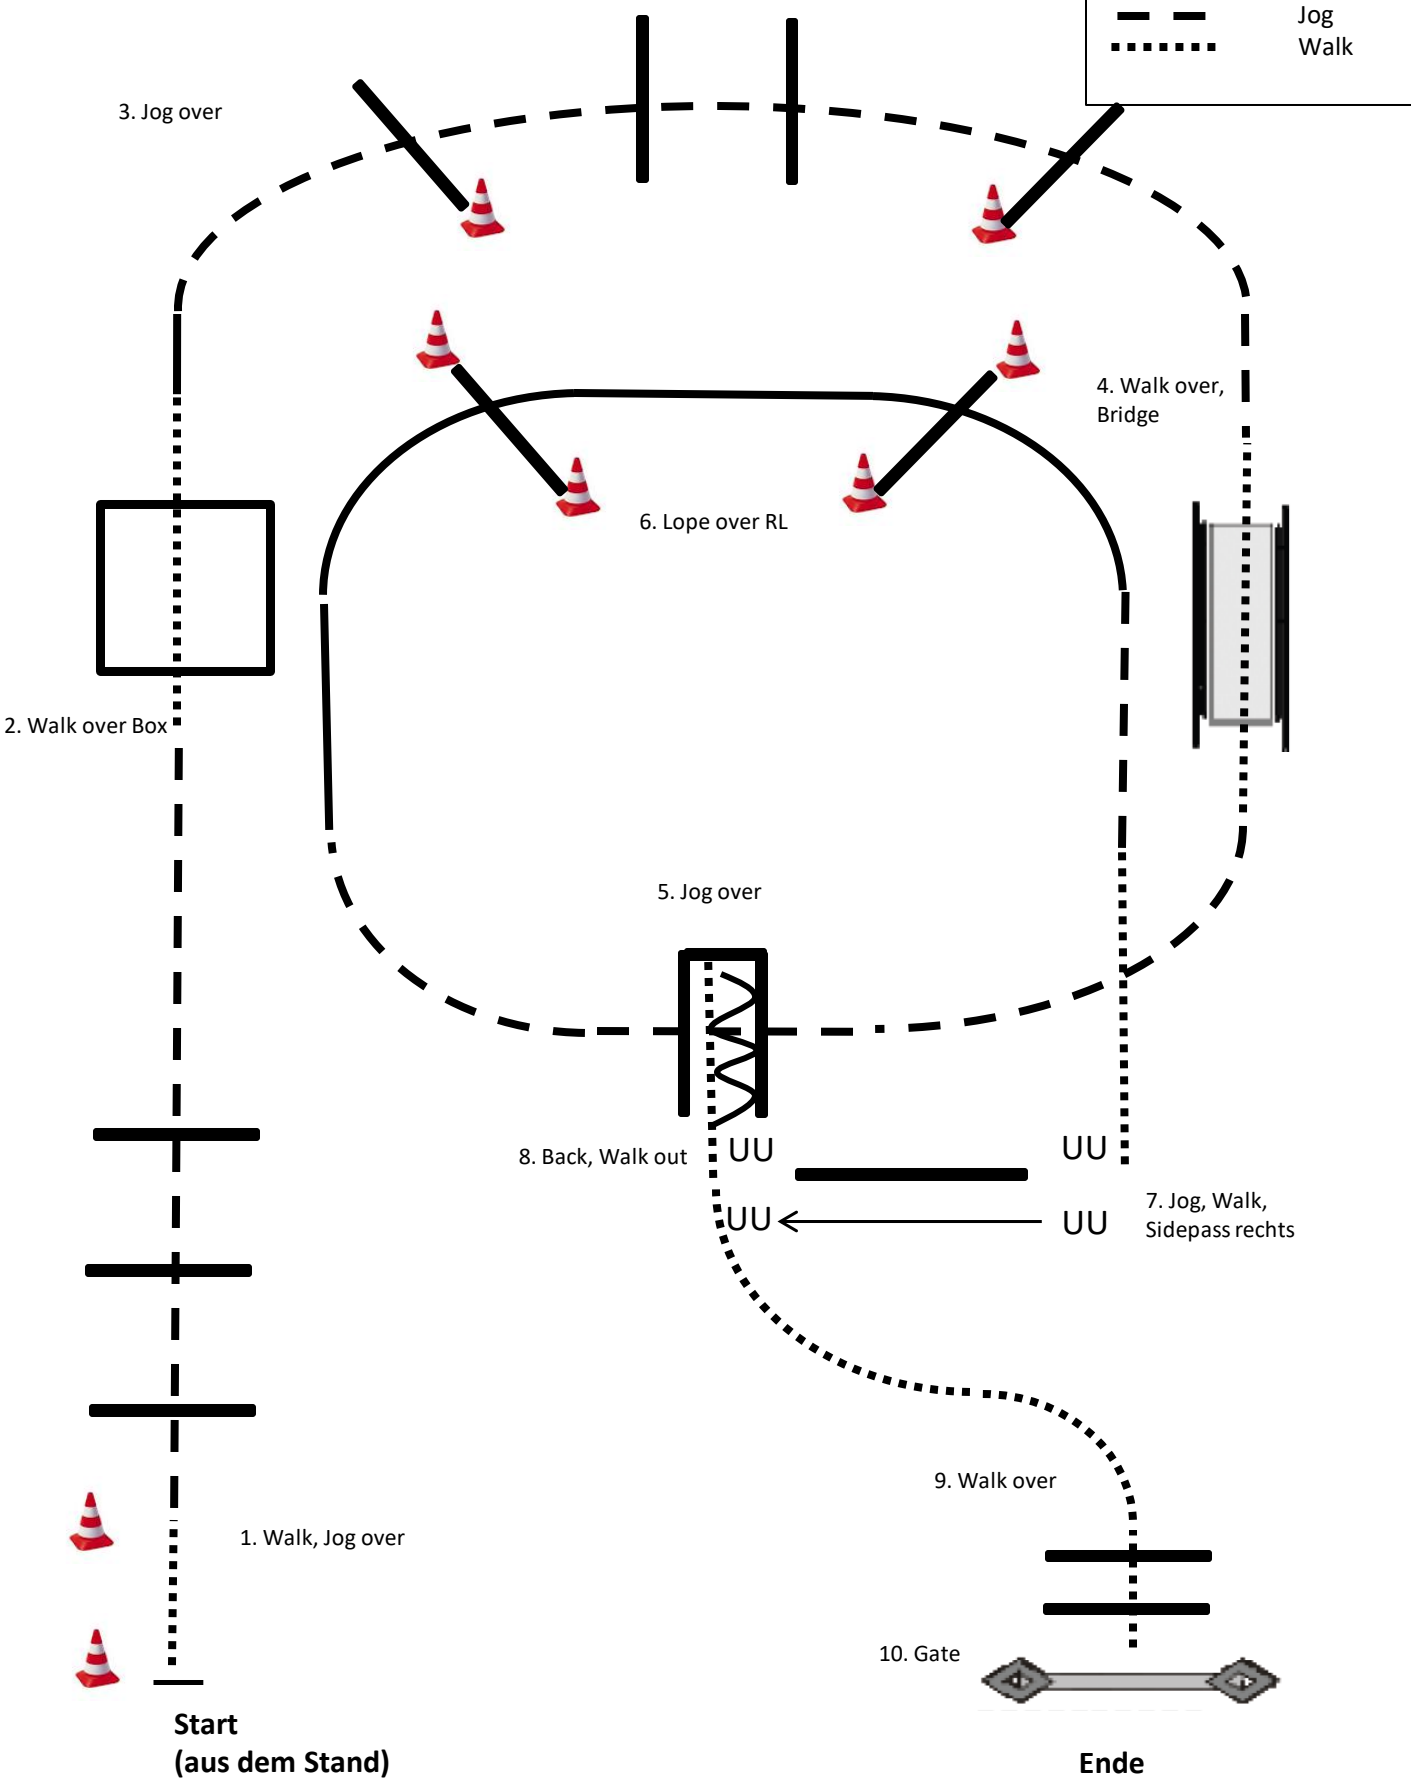 Jog
Walk
3. Jog over
4. Walk over,
Bridge
6. Lope over RL
2. Walk over Box
5. Jog over
8. Back, Walk out
UU
UU
UU
UU
7. Jog, Walk,
Sidepass rechts
9. Walk over
1. Walk, Jog over
10. Gate
Start
(aus dem Stand)
Ende